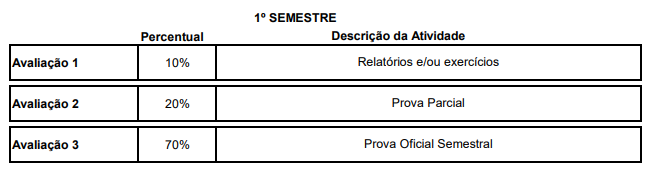 1º SEMESTRE
Percentual Descrição da Atividade
Avaliação 1 10% Relatórios e/ou exercícios
Avaliação 2 20% Prova Parcial
Avaliação 3 70% Prova Oficial Semestral